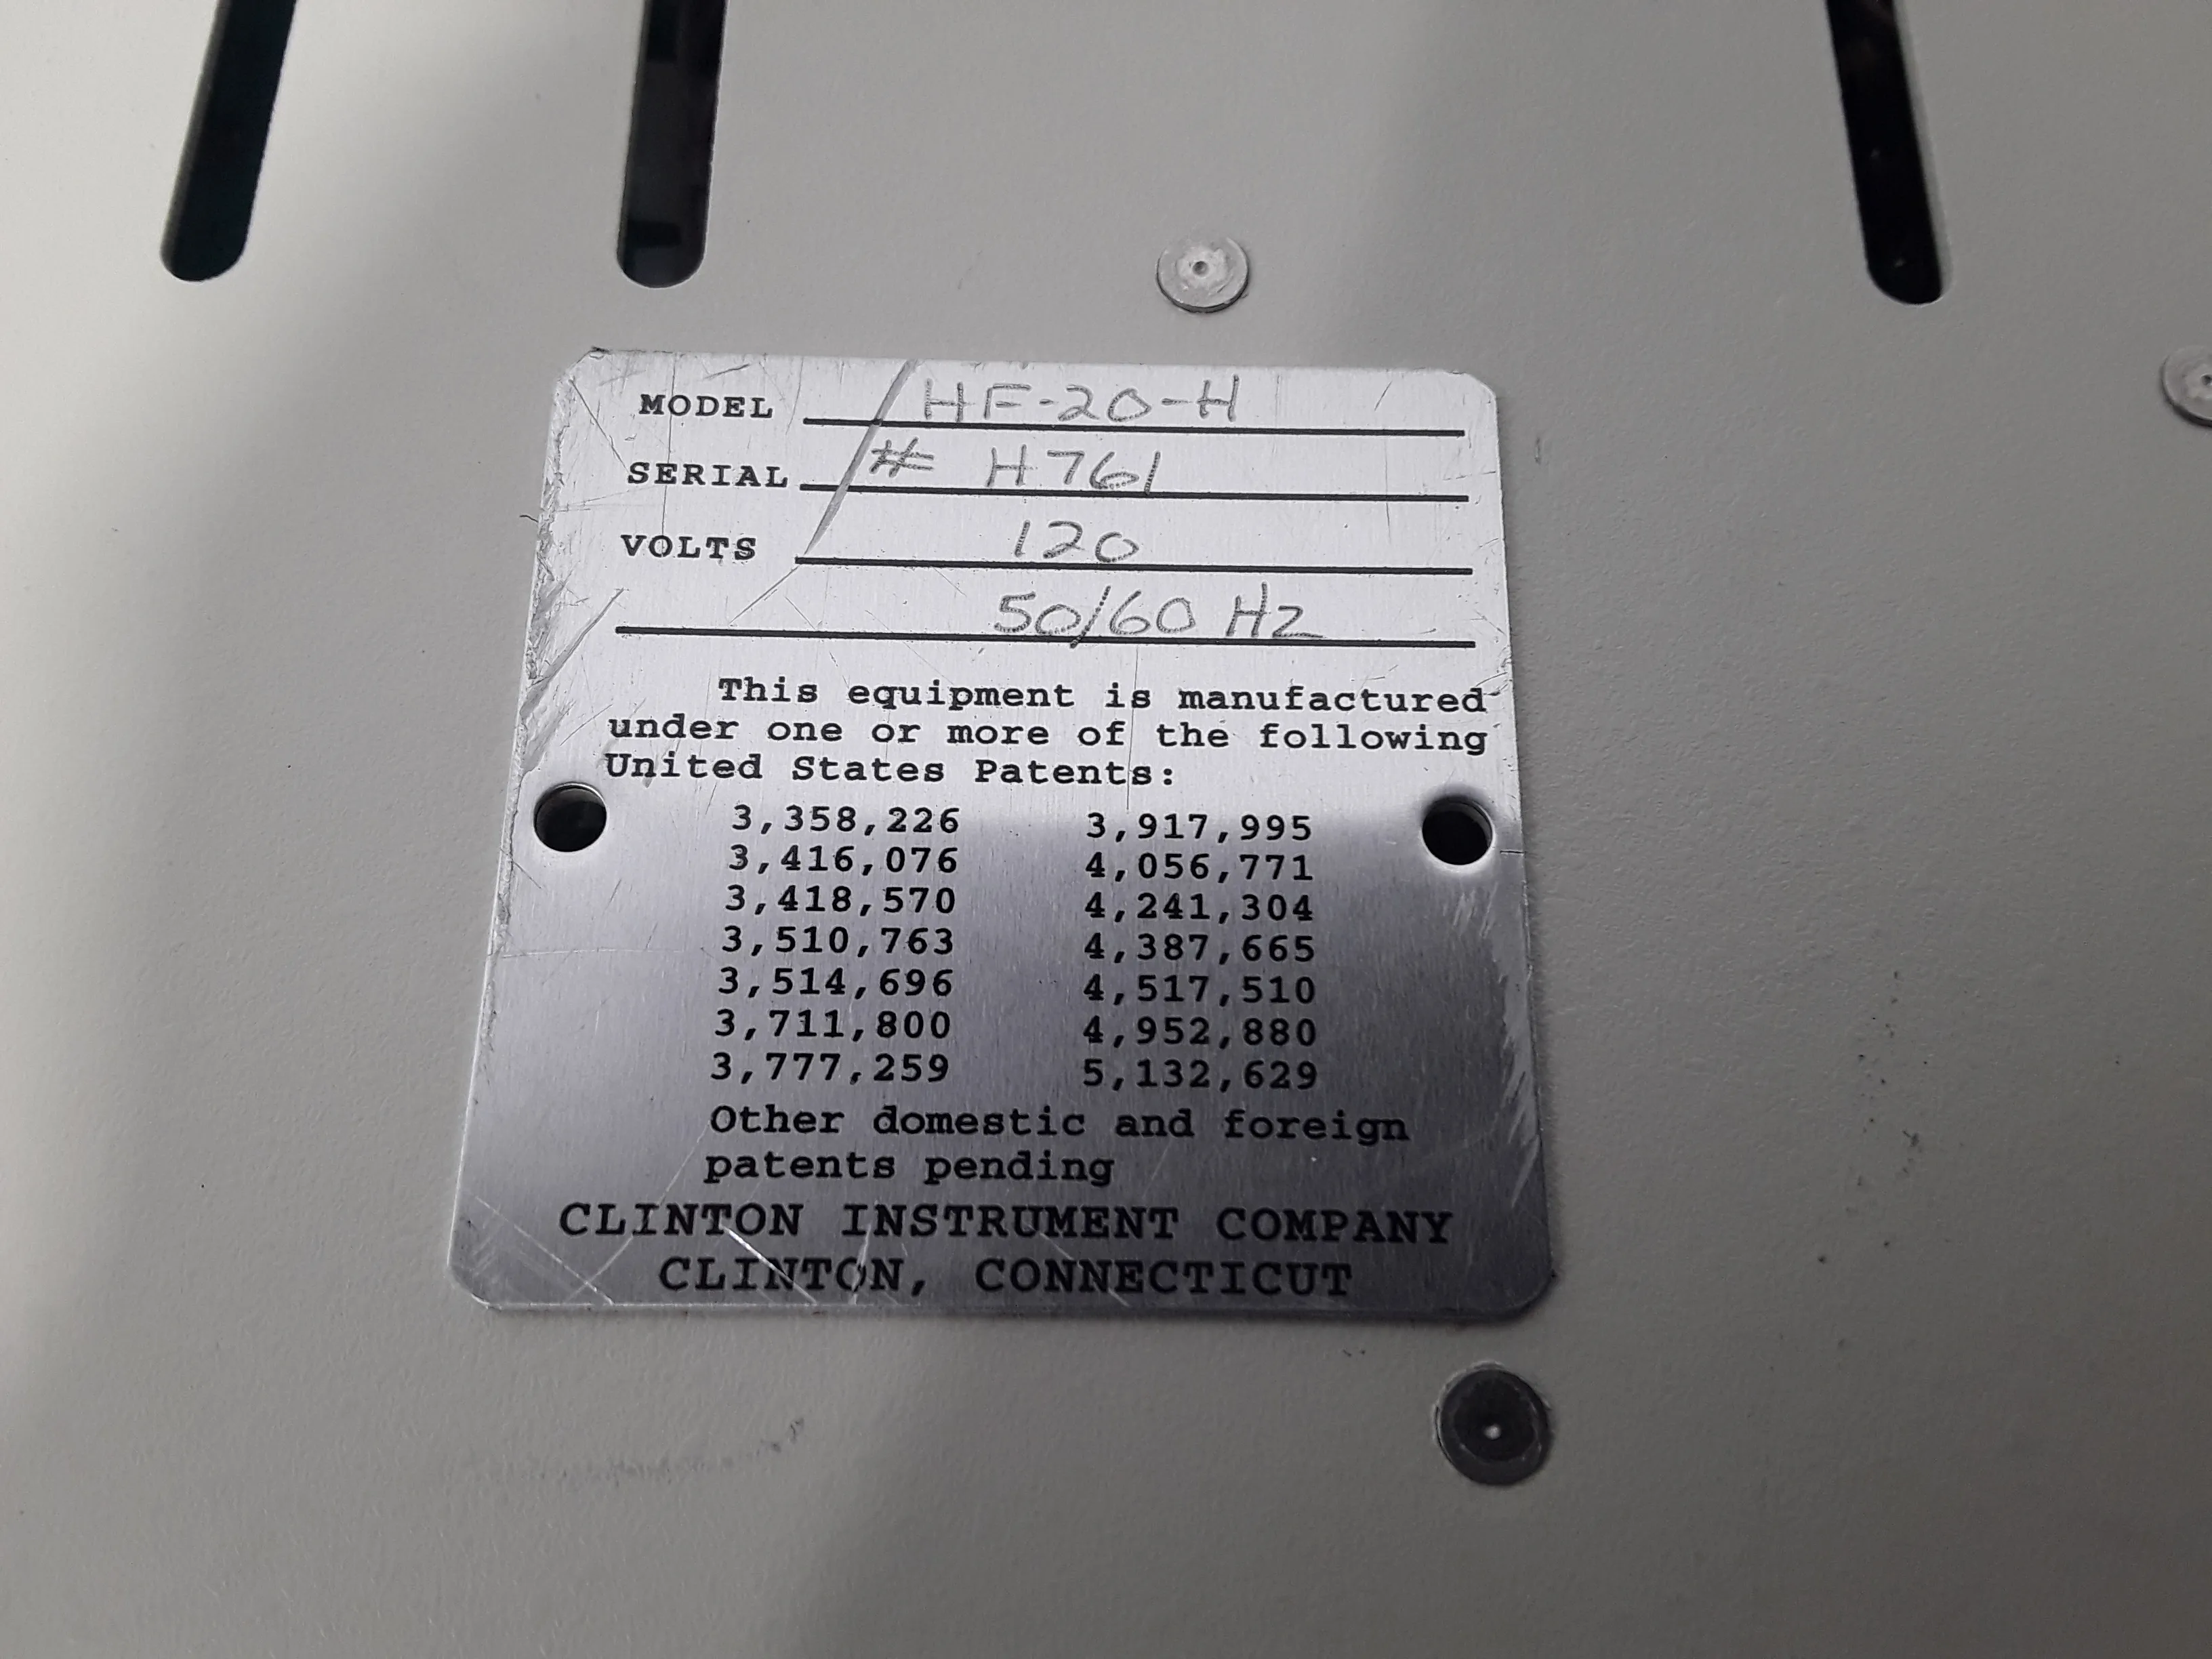 MODEL HF-20-H
SERIAL # H761
VOLTS 120
50/60 Hz
This equipment is manufactured
under one or more of the following
United States Patents:
3,358,226 3,917,995
3,416,076 4,056,771
3,418,570 4,241,304
3,510,763 4,387,665
3,514,696 4,517,510
3,711,800 4,952,880
3,777,259 5,132,629
Other domestic and foreign
patents pending
CLINTON INSTRUMENT COMPANY
CLINTON, CONNECTICUT